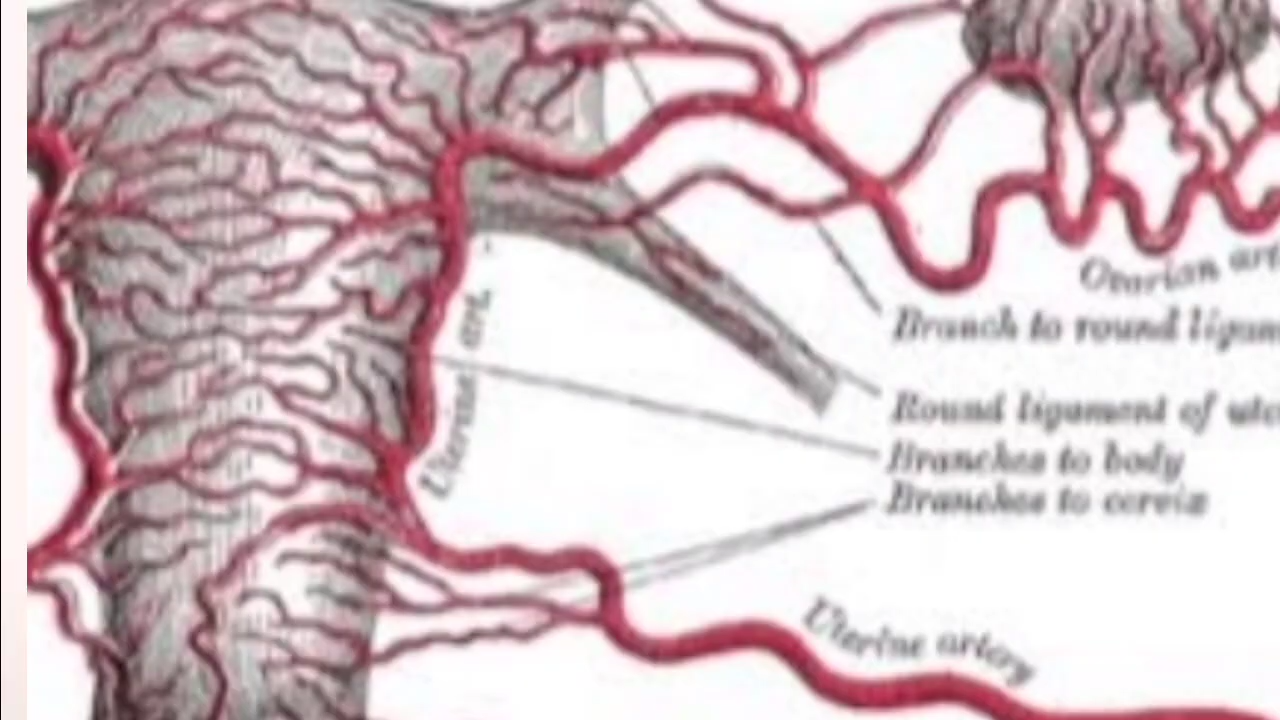 Ovarian art
Branch to round ligam
Uterine art.
Round ligament of ute
Branches to body
Branches to cervix
Uterine artery